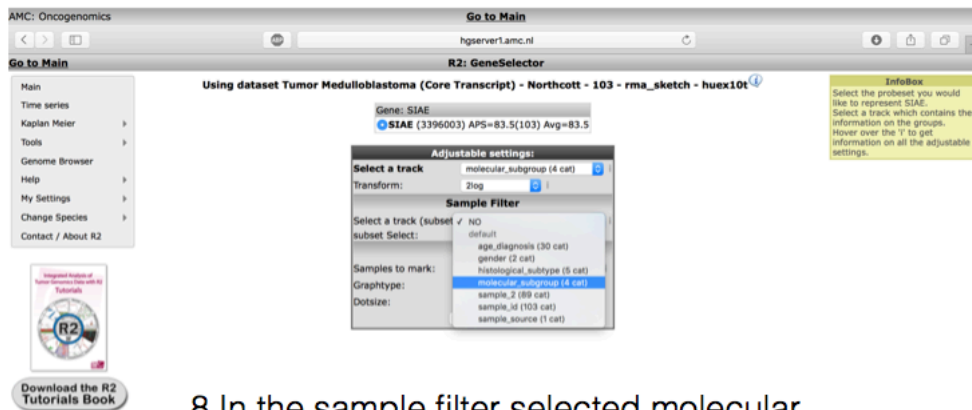 AMC: Oncogenomics
Go to Main
hgserver1.amc.nl
Go to Main
R2: GeneSelector
Main
Time series
Kaplan Meier
Tools
Genome Browser
Help
My Settings
Change Species
Contact / About R2
Integrated Analysis of
Tumor Genomics Data with R2
Tutorials
R2
Download the R2
Tutorials Book
Using dataset Tumor Medulloblastoma (Core Transcript) - Northcott - 103 - rma_sketch - huex10t
Gene: SIAE
SIAE (3396003) APS=83.5(103) Avg=83.5
Adjustable settings:
Select a track molecular_subgroup (4 cat)
Transform: 2log
Sample Filter
Select a track (subset
subset Select:
✓ NO
default
age_diagnosis (30 cat)
gender (2 cat)
histological_subtype (5 cat)
molecular_subgroup (4 cat)
sample_2 (89 cat)
sample_id (103 cat)
sample_source (1 cat)
Samples to mark:
Graphtype:
Dotsize:
InfoBox
Select the probeset you would
like to represent SIAE.
Select a track which contains the
information on the groups.
Hover over the 'i' to get
information on all the adjustable
settings.
8 In the sample filter selected molecular